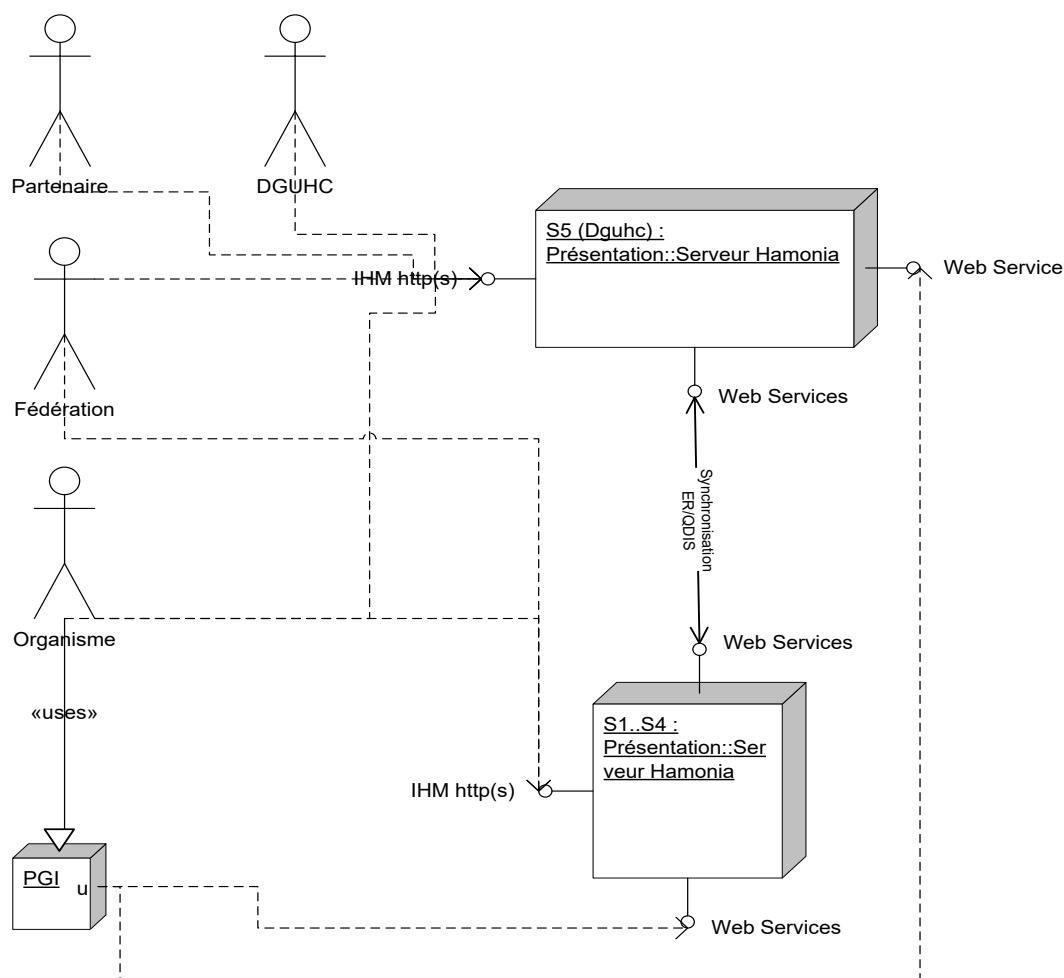 Partenaire
DGUHC
S5 (Dguhc) :
Présentation::Serveur Hamonia
IHM http(s)
Web Service
Fédération
Web Services
Synchronisation
ER/QDIS
Organisme
Web Services
«uses»
S1..S4 :
Présentation::Ser
veur Hamonia
IHM http(s)
PGI
u
Web Services